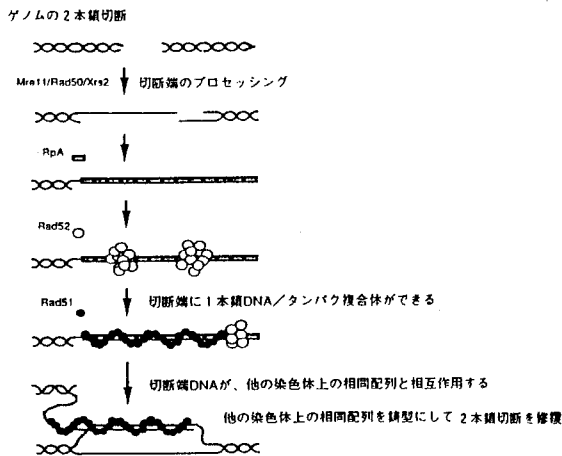 ゲノムの2本鎖切断
Mre11/Rad50/Xrs2
切断端のプロセッシング
RpA
Rad52
Rad51
切断端に1本鎖DNA/タンパク複合体ができる
切断端DNAが、他の染色体上の相同配列と相互作用する
他の染色体上の相同配列を鋳型にして2本鎖切断を修復